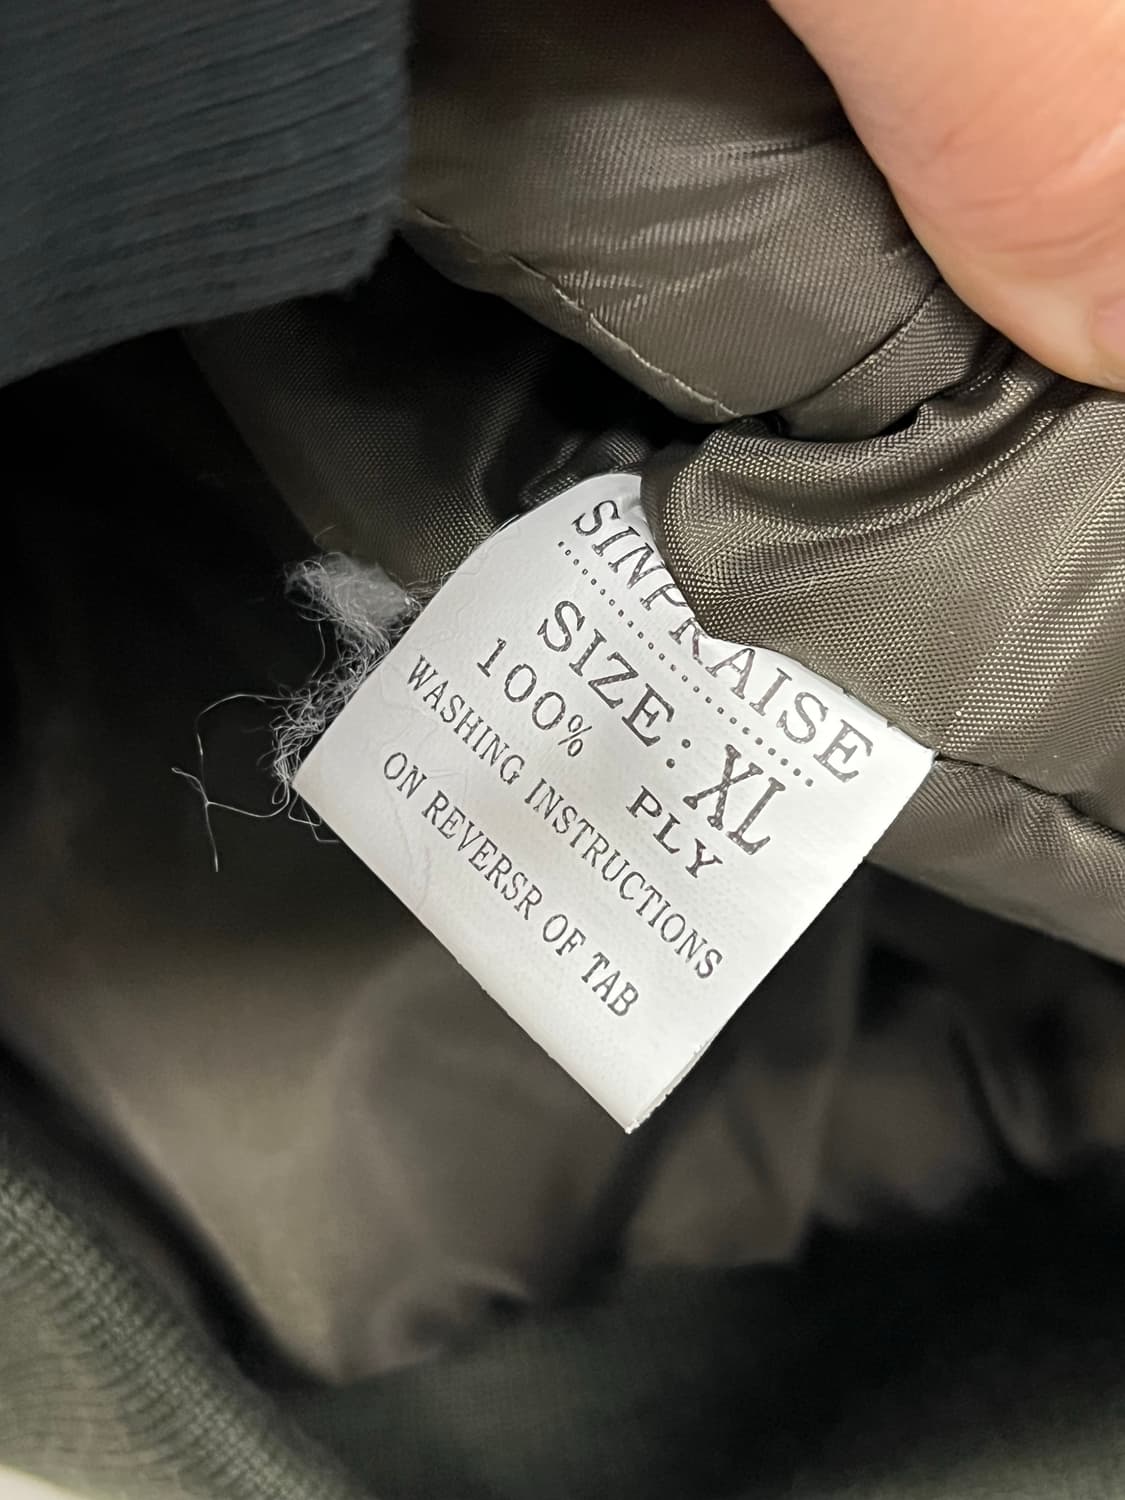 SINPRAISE
SIZE: XL
100% PLY
WASHING INSTRUCTIONS
ON REVERSR OF TAB